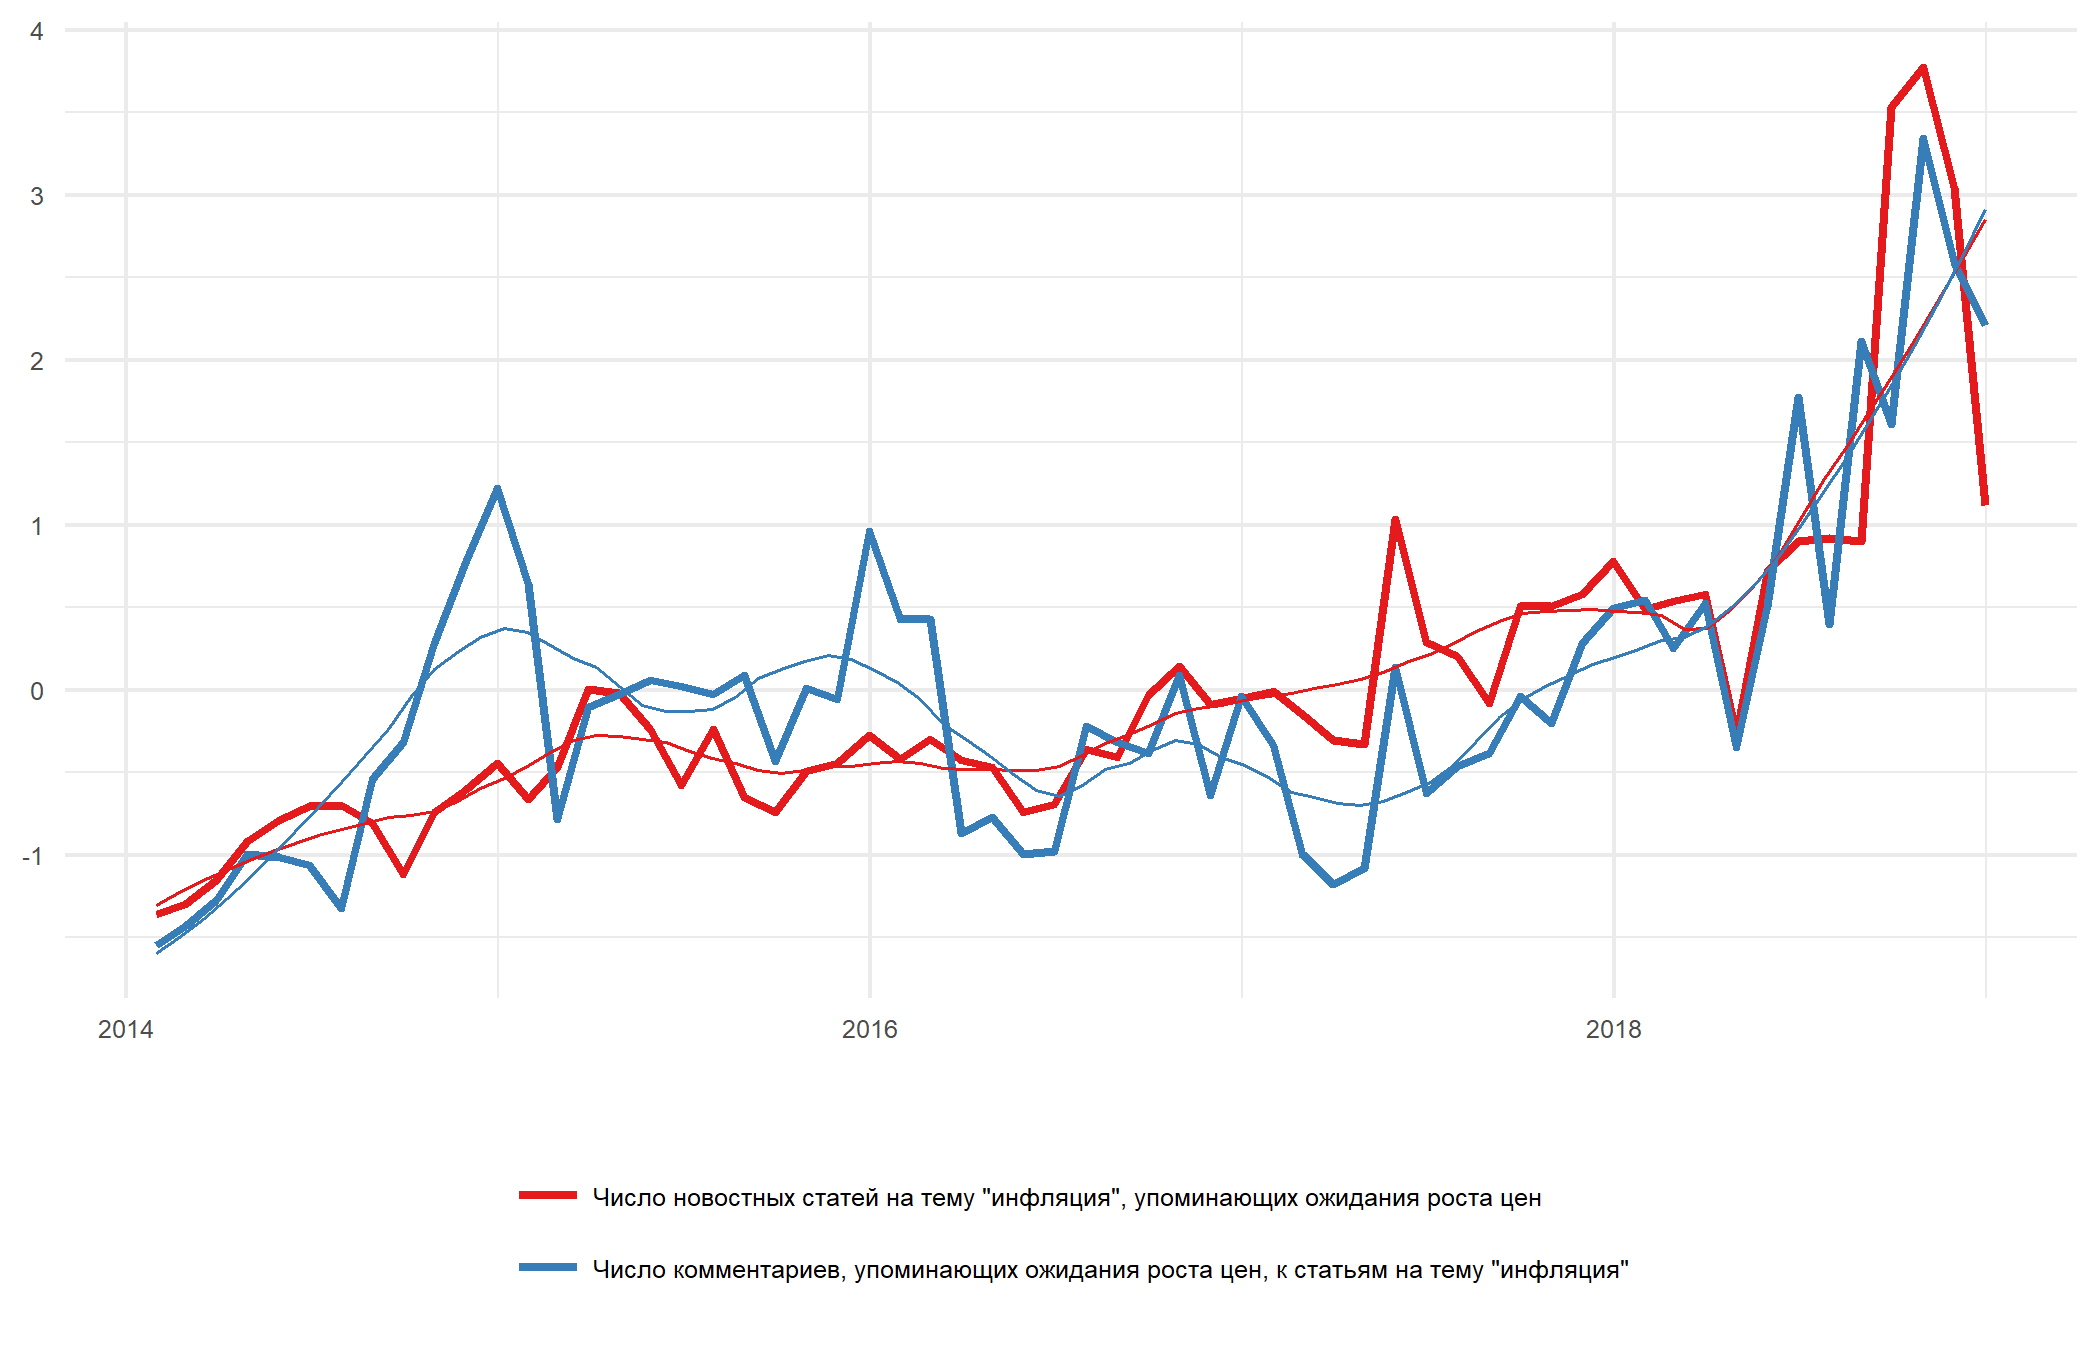 4
3
2
1
0
-1
2014 2016 2018
Число новостных статей на тему "инфляция", упоминающих ожидания роста цен
Число комментариев, упоминающих ожидания роста цен, к статьям на тему "инфляция"